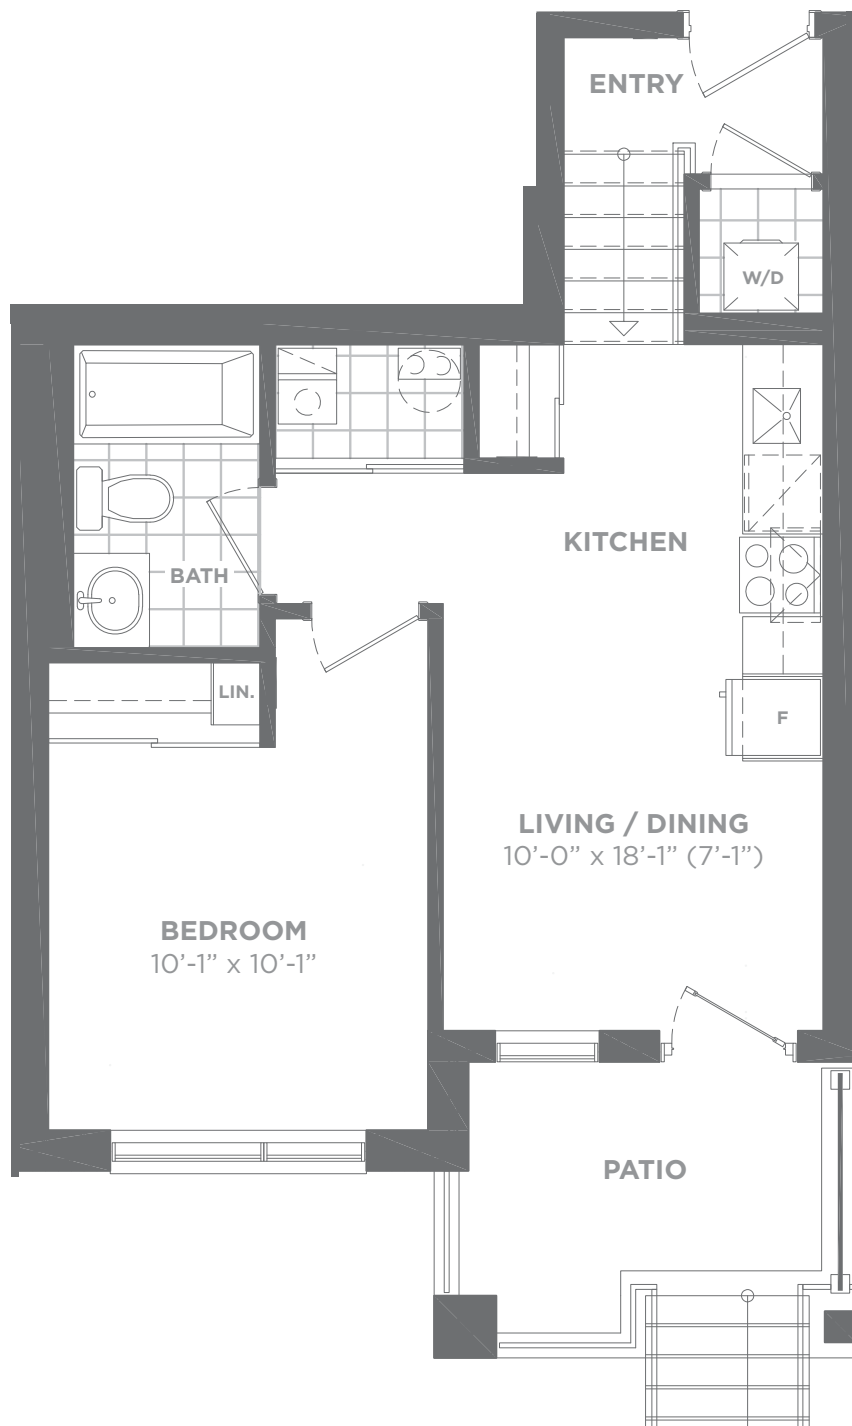 ENTRY
W/D
KITCHEN
BATH
LIN.
F
LIVING / DINING
10’-0” x 18’-1” (7’-1”)
BEDROOM
10’-1” x 10’-1”
PATIO